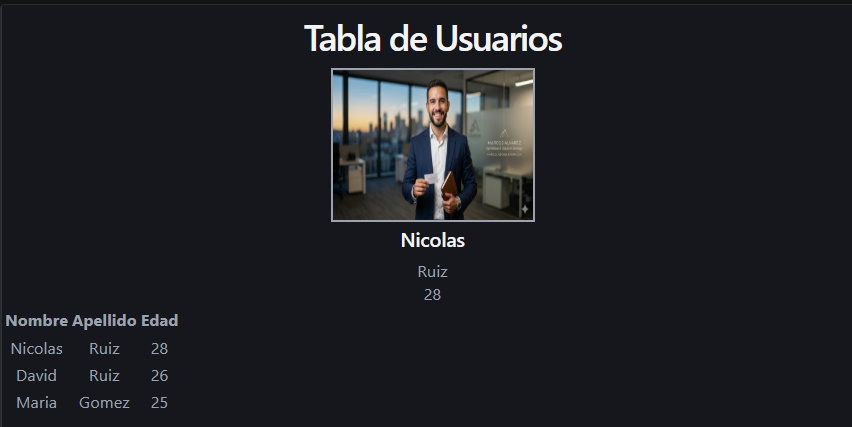 Tabla de Usuarios
Nicolas
Ruiz
28
Nombre Apellido Edad
Nicolas Ruiz 28
David Ruiz 26
Maria Gomez 25